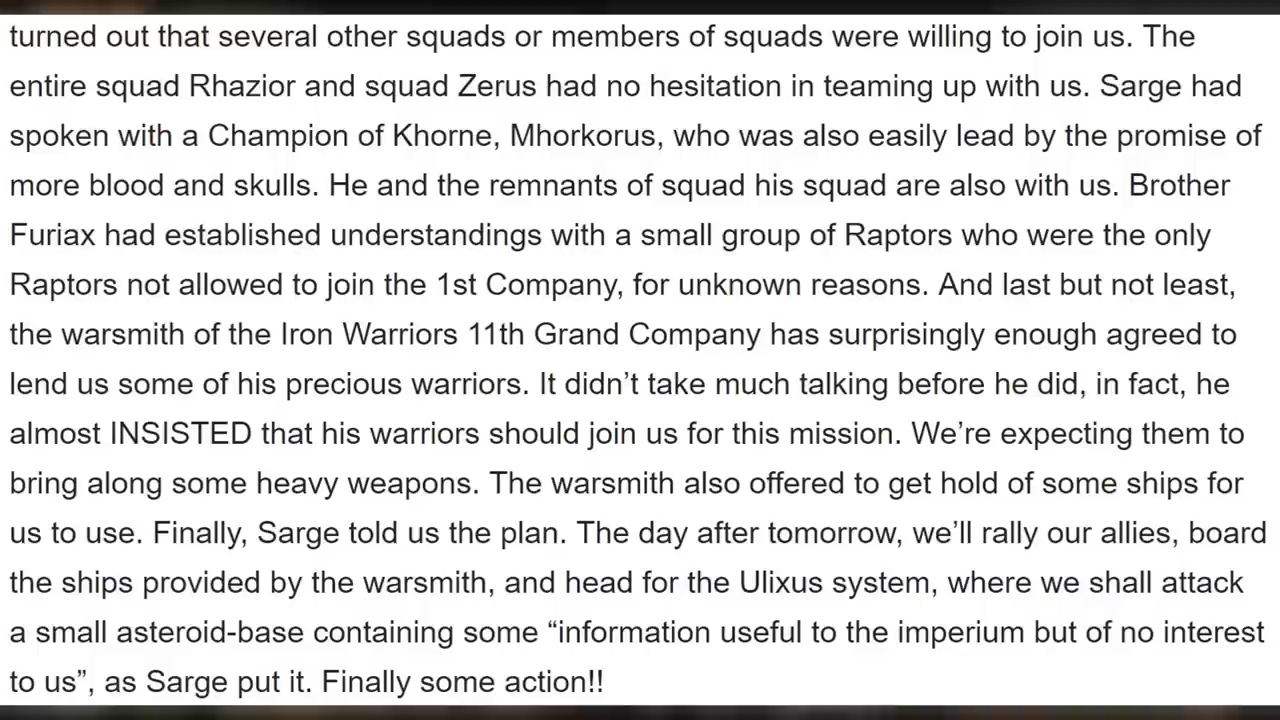 turned out that several other squads or members of squads were willing to join us. The
entire squad Rhazior and squad Zerus had no hesitation in teaming up with us. Sarge had
spoken with a Champion of Khorne, Mhorkorus, who was also easily lead by the promise of
more blood and skulls. He and the remnants of squad his squad are also with us. Brother
Furiax had established understandings with a small group of Raptors who were the only
Raptors not allowed to join the 1st Company, for unknown reasons. And last but not least,
the warsmith of the Iron Warriors 11th Grand Company has surprisingly enough agreed to
lend us some of his precious warriors. It didn’t take much talking before he did, in fact, he
almost INSISTED that his warriors should join us for this mission. We’re expecting them to
bring along some heavy weapons. The warsmith also offered to get hold of some ships for
us to use. Finally, Sarge told us the plan. The day after tomorrow, we’ll rally our allies, board
the ships provided by the warsmith, and head for the Ulixus system, where we shall attack
a small asteroid-base containing some “information useful to the imperium but of no interest
to us”, as Sarge put it. Finally some action!!